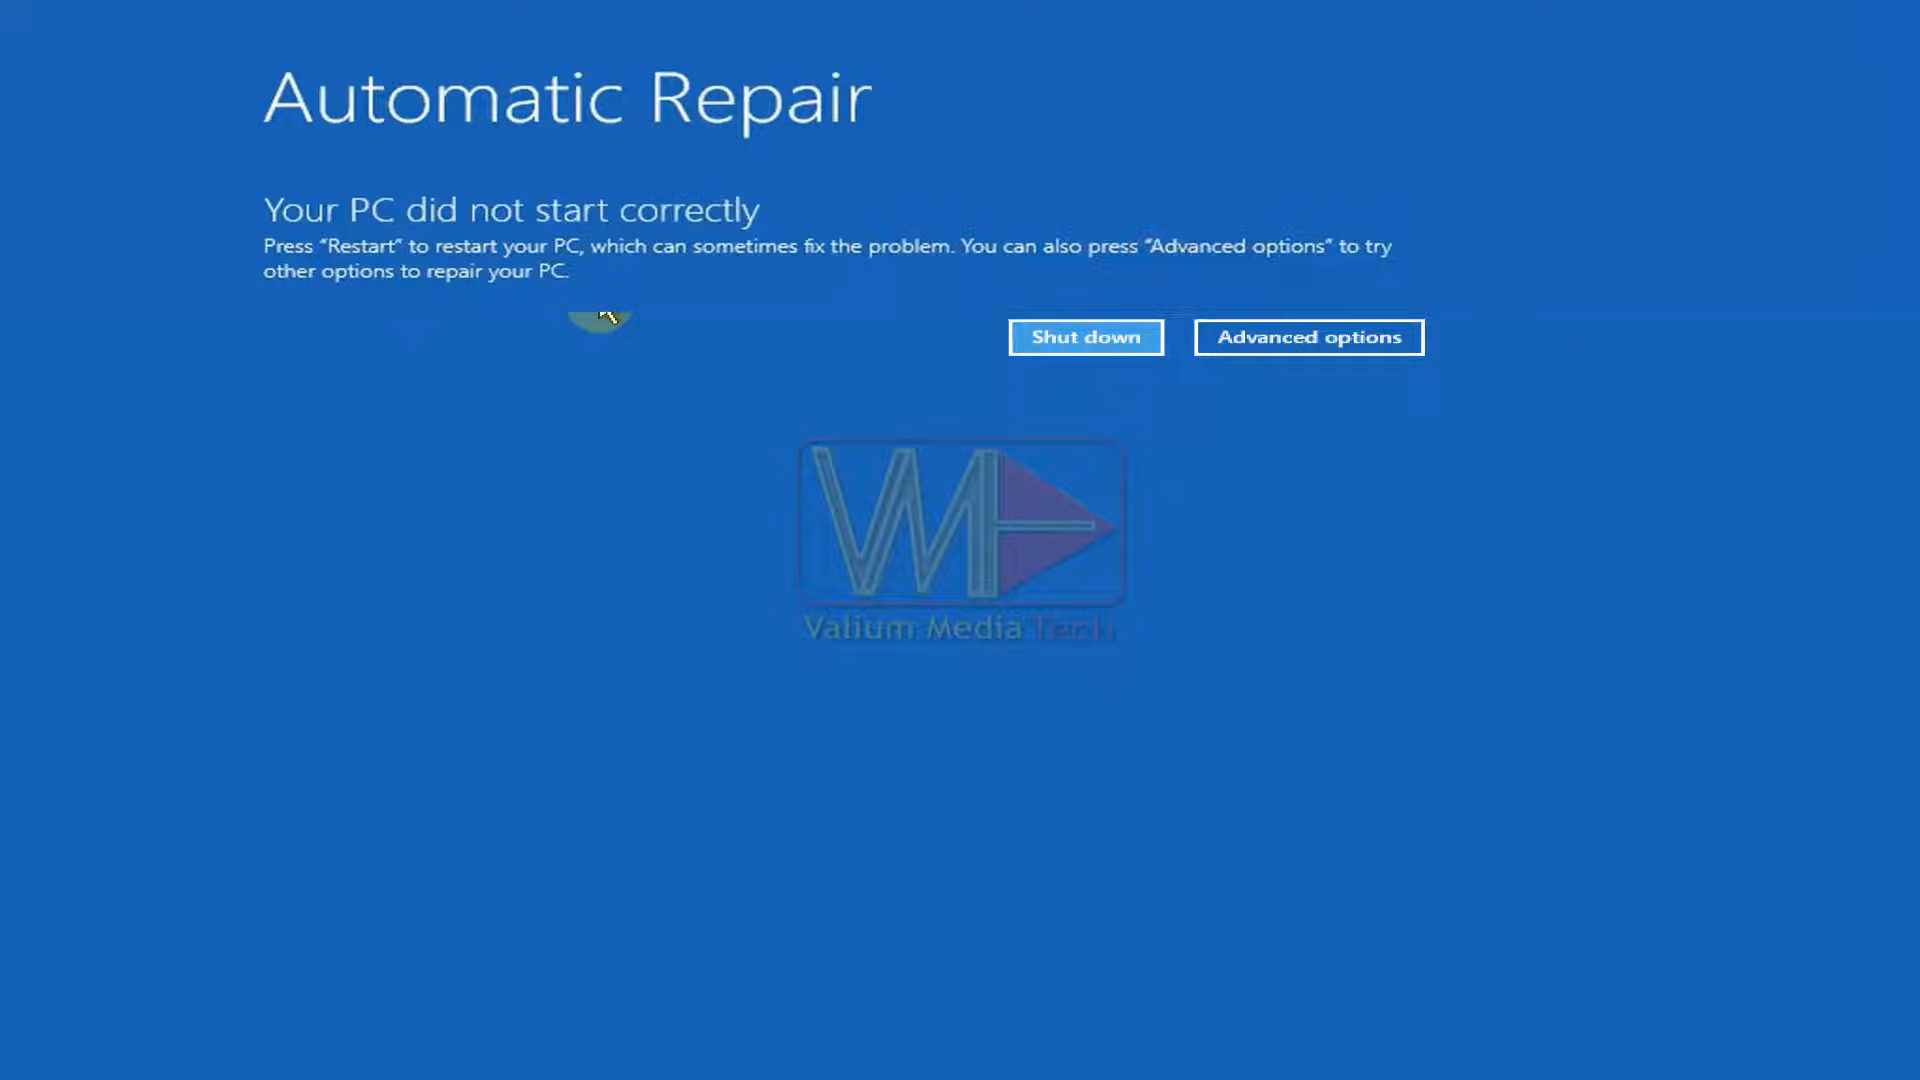 Automatic Repair
Your PC did not start correctly
Press “Restart” to restart your PC, which can sometimes fix the problem. You can also press “Advanced options” to try
other options to repair your PC.
Shut down
Advanced options
VM
Valium Media Tech